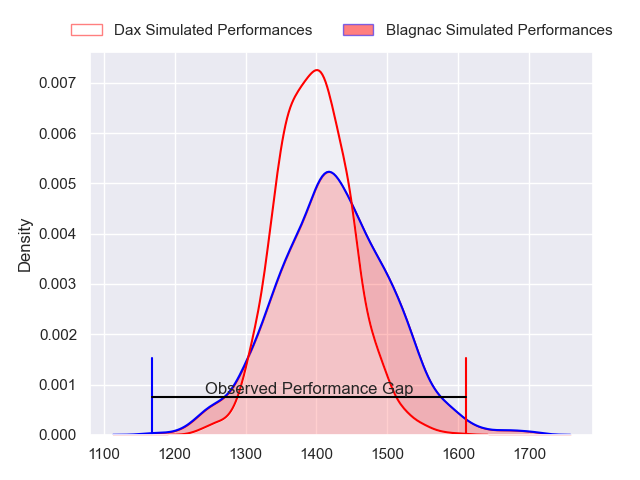 Dax Simulated Performances Blagnac Simulated Performances
0.007
0.006
0.005
0.004
0.003
0.002
0.001
0.000
Density
Observed Performance Gap
1100 1200 1300 1400 1500 1600 1700